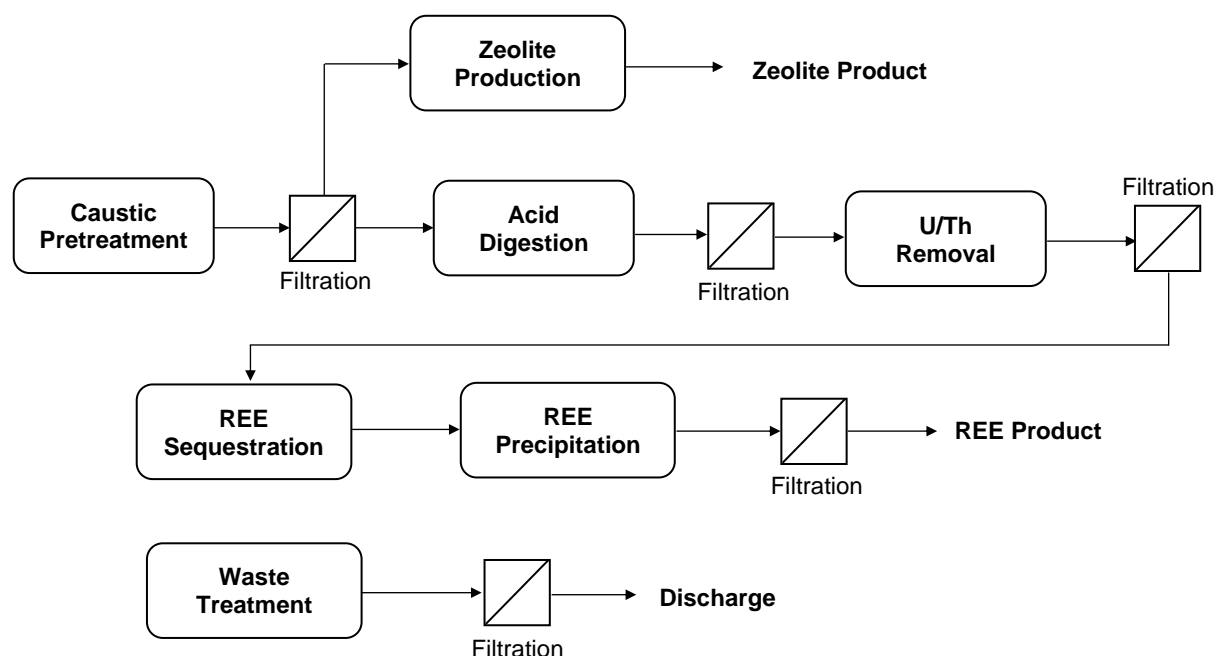 Zeolite
Production
Zeolite Product
Caustic
Pretreatment
Filtration
Acid
Digestion
Filtration
U/Th
Removal
Filtration
REE
Sequestration
REE
Precipitation
Filtration
REE Product
Waste
Treatment
Filtration
Discharge